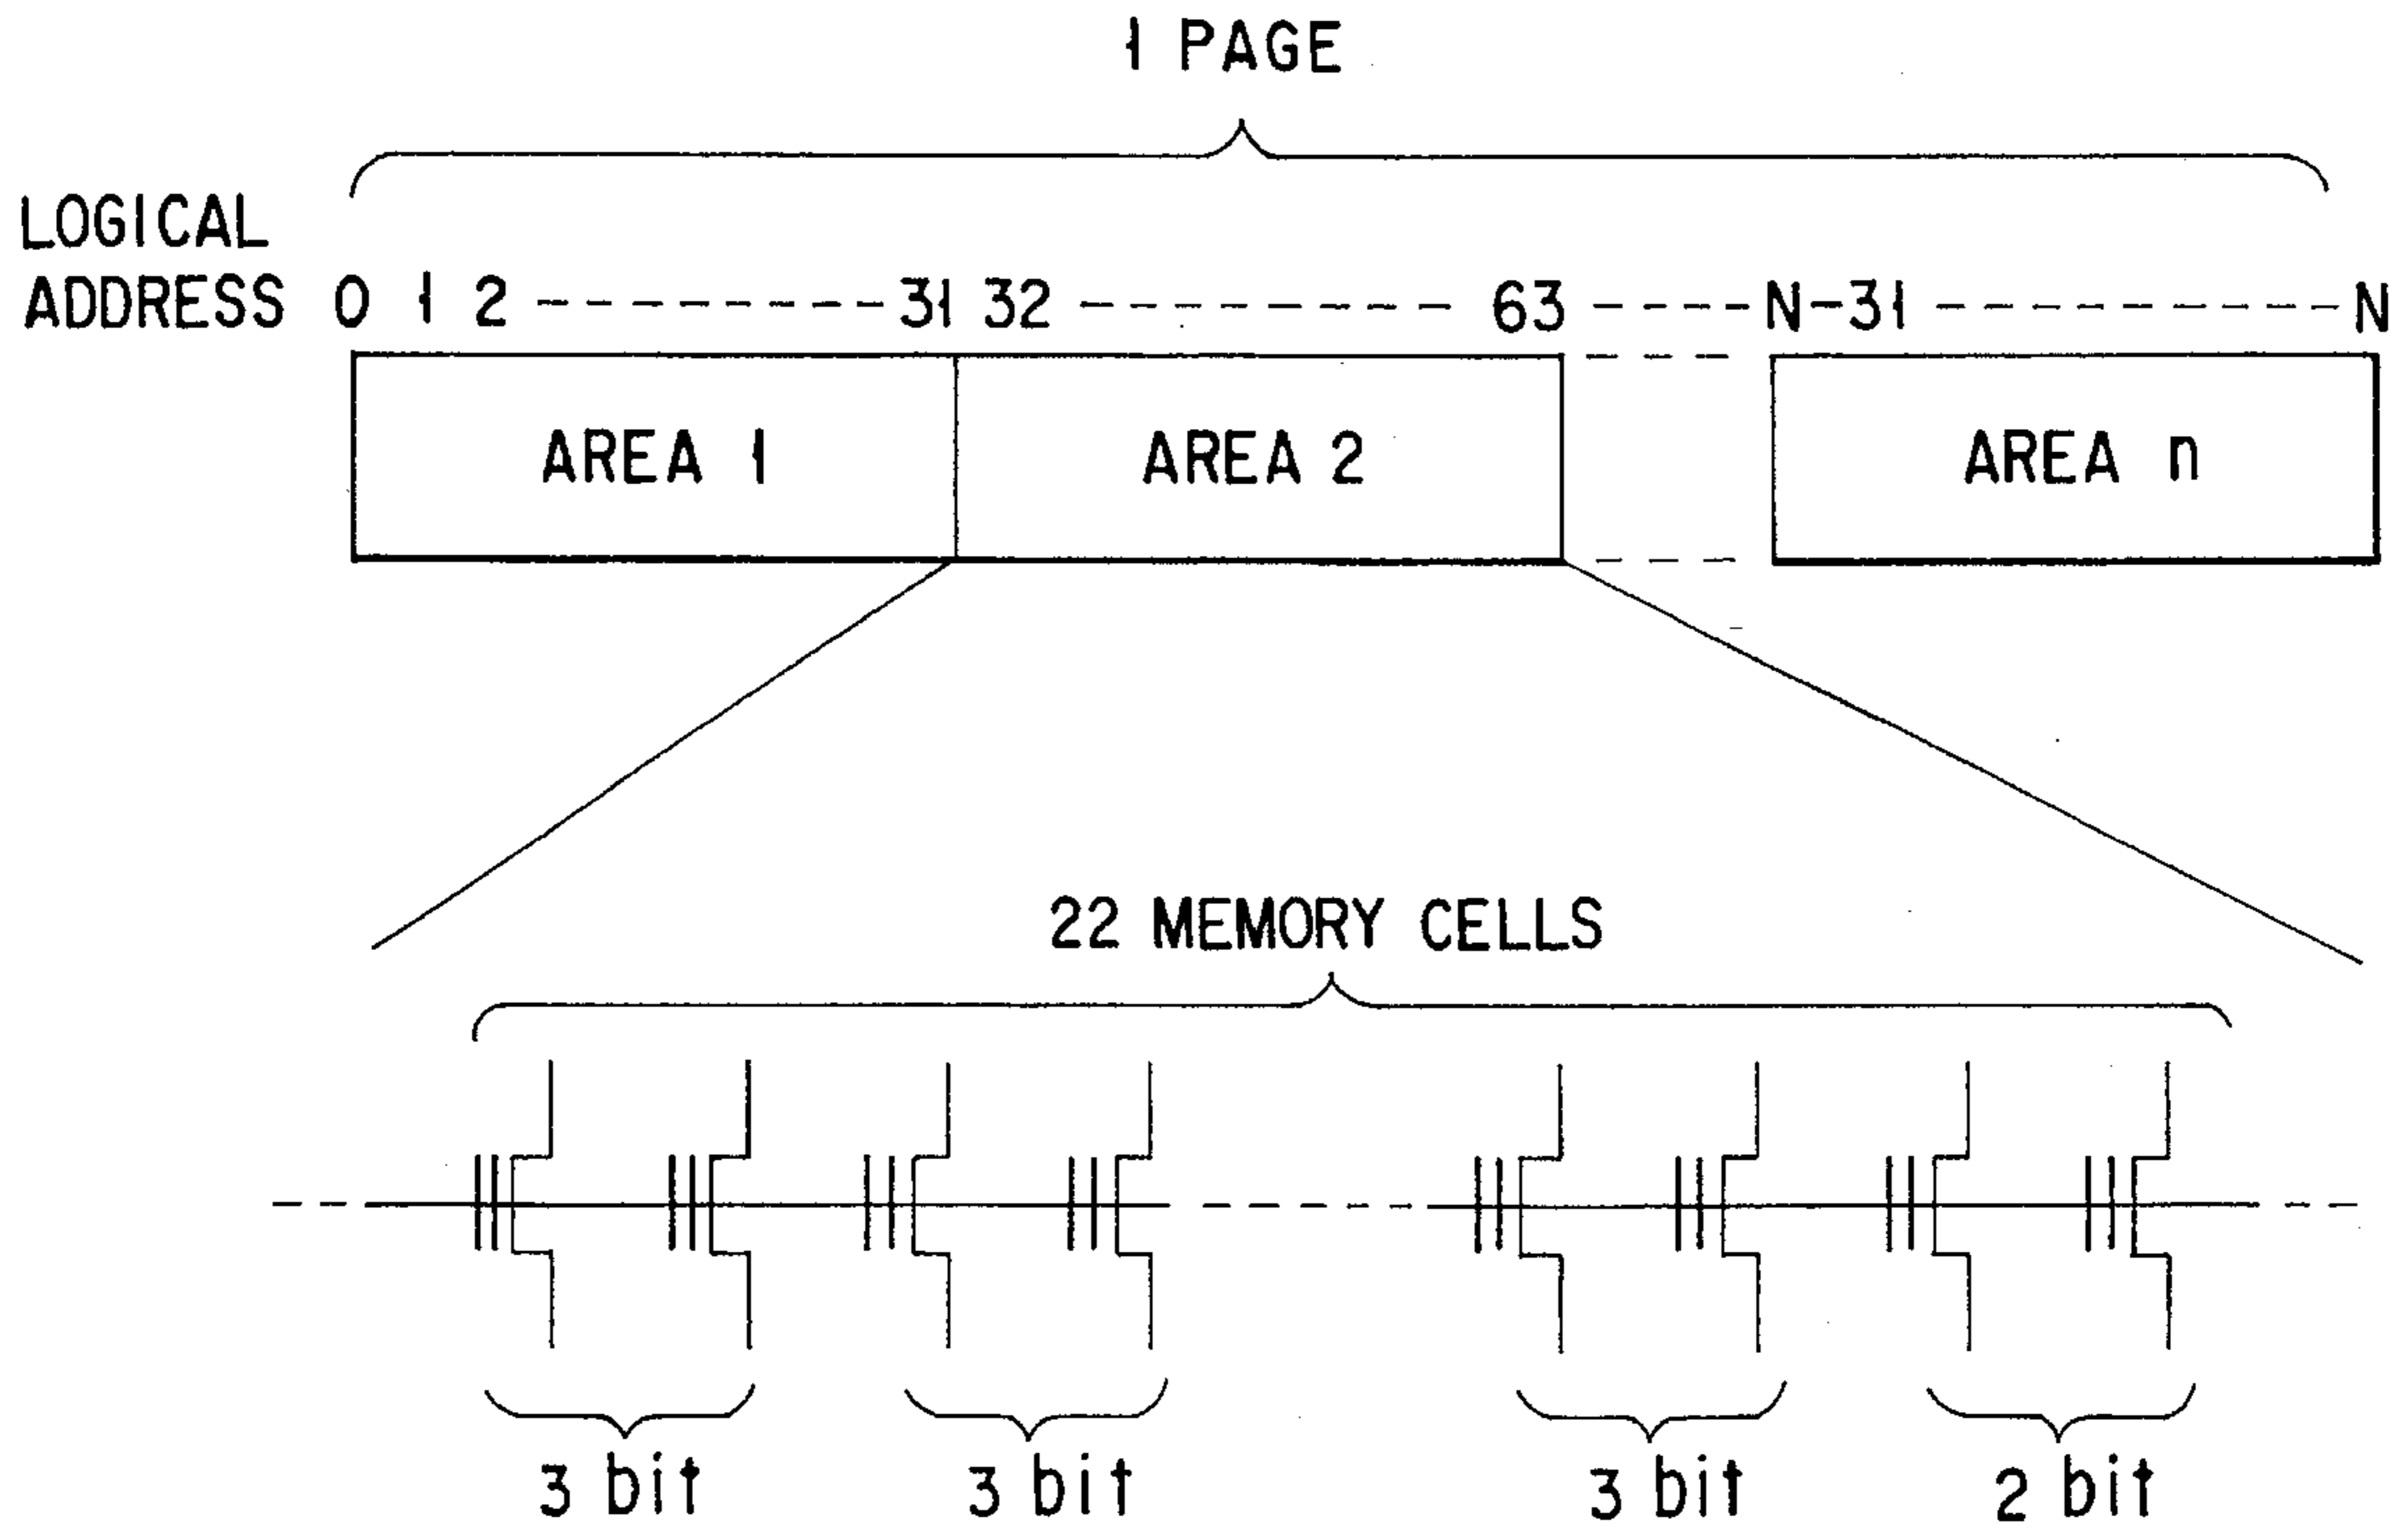 1 PAGE
LOGICAL
ADDRESS 0 1 2 ---------- 31 32 --------- 63 ----- N-31 --------- N
AREA 1 AREA 2 AREA n
22 MEMORY CELLS
3 bit 3 bit 3 bit 2 bit